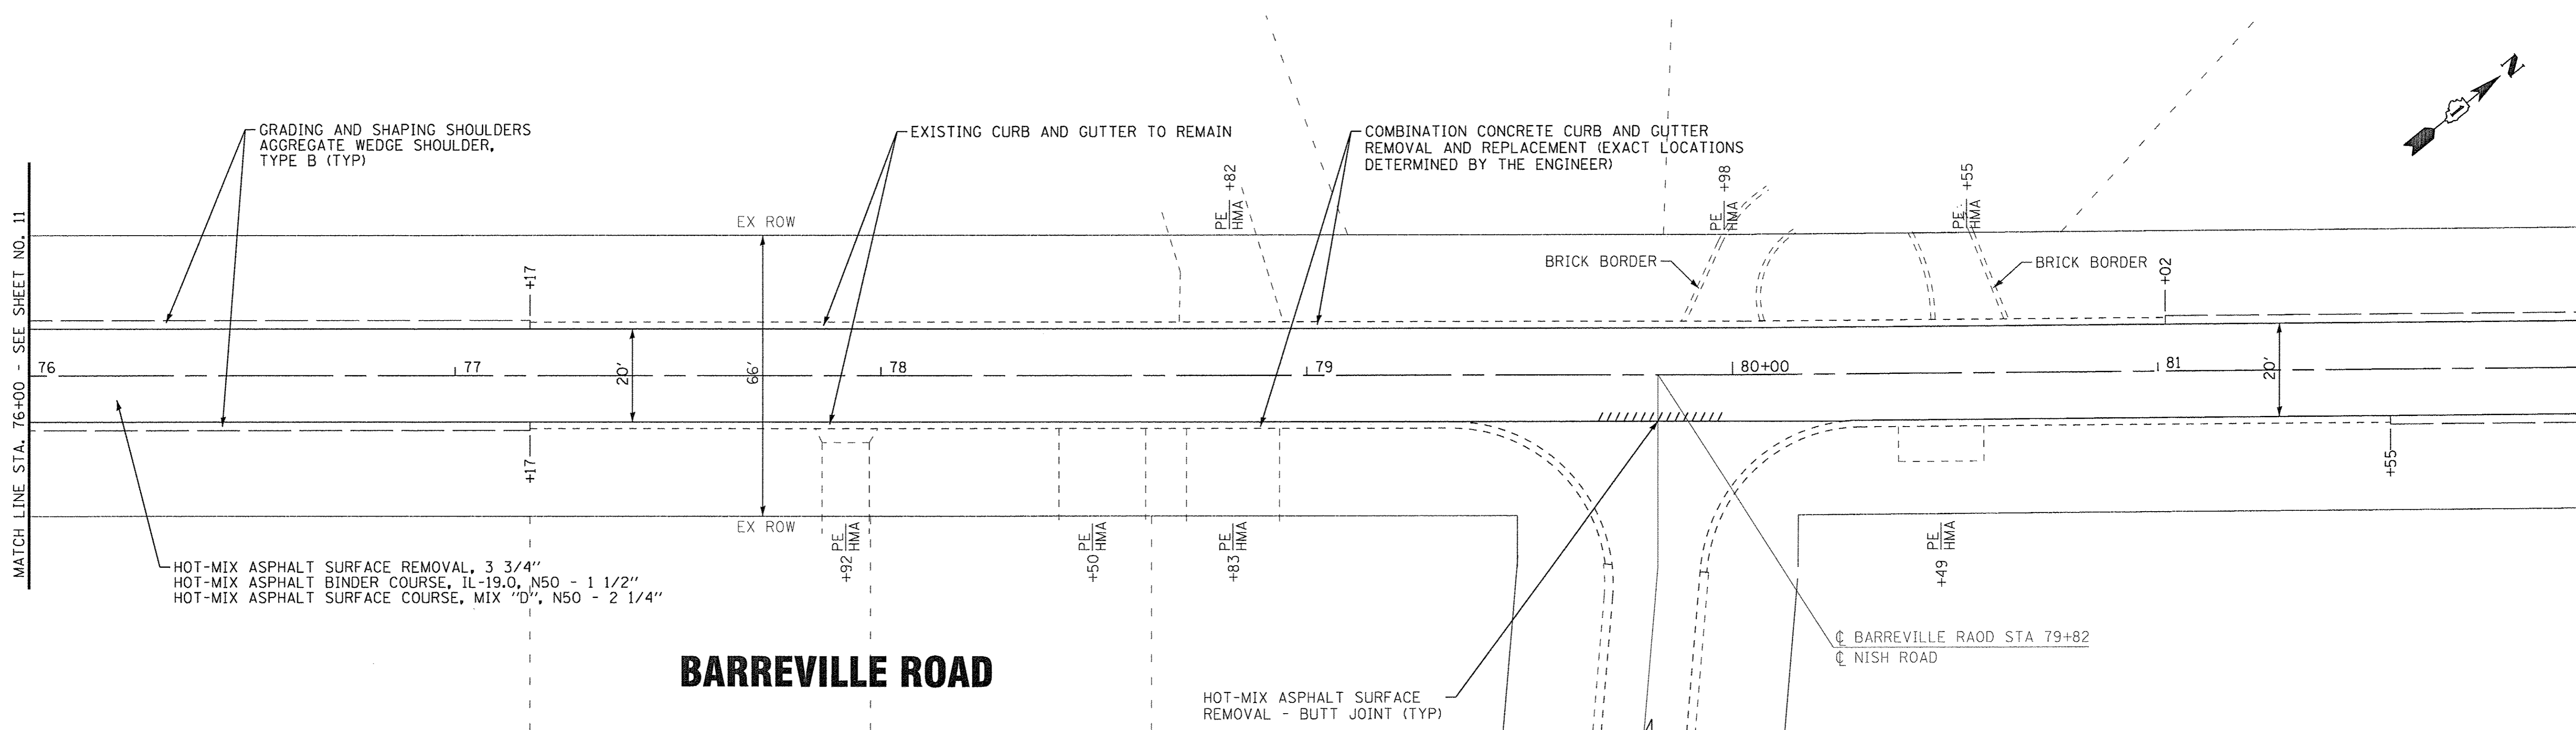 GRADING AND SHAPING SHOULDERS
AGGREGATE WEDGE SHOULDER,
TYPE B (TYP)
EXISTING CURB AND GUTTER TO REMAIN
COMBINATION CONCRETE CURB AND GUTTER
REMOVAL AND REPLACEMENT (EXACT LOCATIONS
DETERMINED BY THE ENGINEER)
N
MATCH LINE STA. 76+00 - SEE SHEET NO. 11
EX ROW
PE
HMA
+82
PE
HMA
+98
PE
HMA
+55
BRICK BORDER
BRICK BORDER
+17
+02
76
77
78
79
80+00
81
20'
66'
20'
+17
+55
EX ROW
PE
HMA
+92
PE
HMA
+50
PE
HMA
+83
PE
HMA
+49
HOT-MIX ASPHALT SURFACE REMOVAL, 3 3/4"
HOT-MIX ASPHALT BINDER COURSE, IL-19.0, N50 - 1 1/2"
HOT-MIX ASPHALT SURFACE COURSE, MIX "D", N50 - 2 1/4"
BARREVILLE ROAD
HOT-MIX ASPHALT SURFACE
REMOVAL - BUTT JOINT (TYP)
℄ BARREVILLE RAOD STA 79+82
℄ NISH ROAD